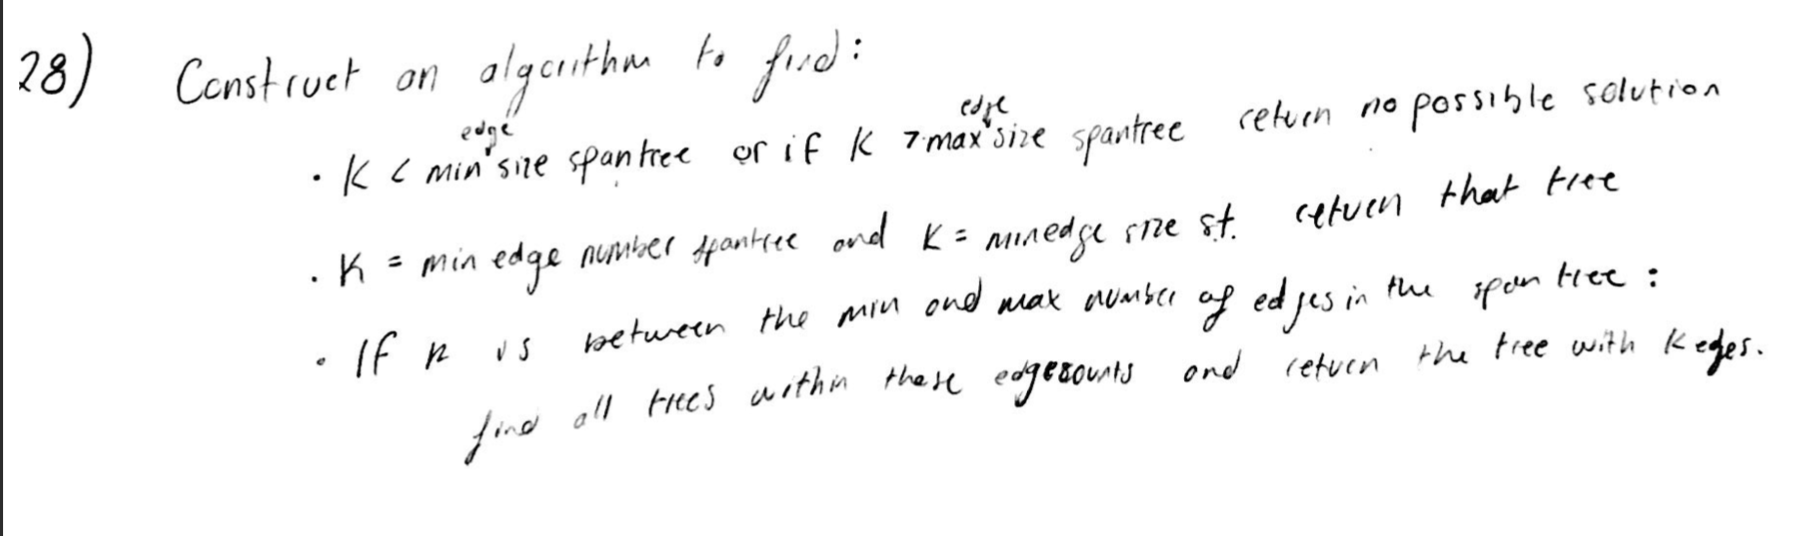 28) Construct an algorithm to find:
· K < min edge size spantree or if K > max edge size spantree return no possible solution
· K = min edge number spantree and K = minedge size st. return that tree
· If k is between the min and max number of edges in the span tree:
find all trees within these edgecounts and return the tree with K edges.